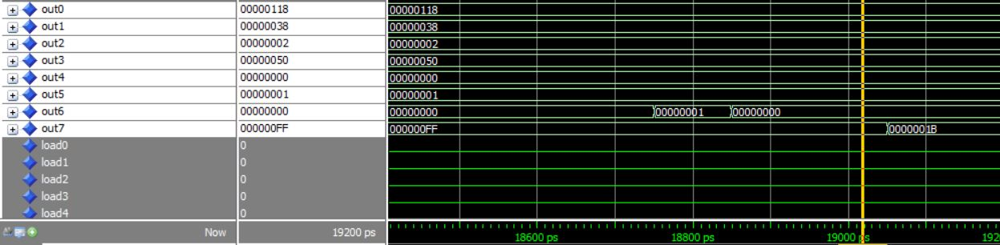 out0 00000118 00000118
out1 00000038 00000038
out2 00000002 00000002
out3 00000050 00000050
out4 00000000 00000000
out5 00000001 00000001
out6 00000000 00000000 00000001 00000000
out7 000000FF 000000FF 0000001B
load0 0
load1 0
load2 0
load3 0
load4 0
Now 19200 ps 18600 ps 18800 ps 19000 ps 192